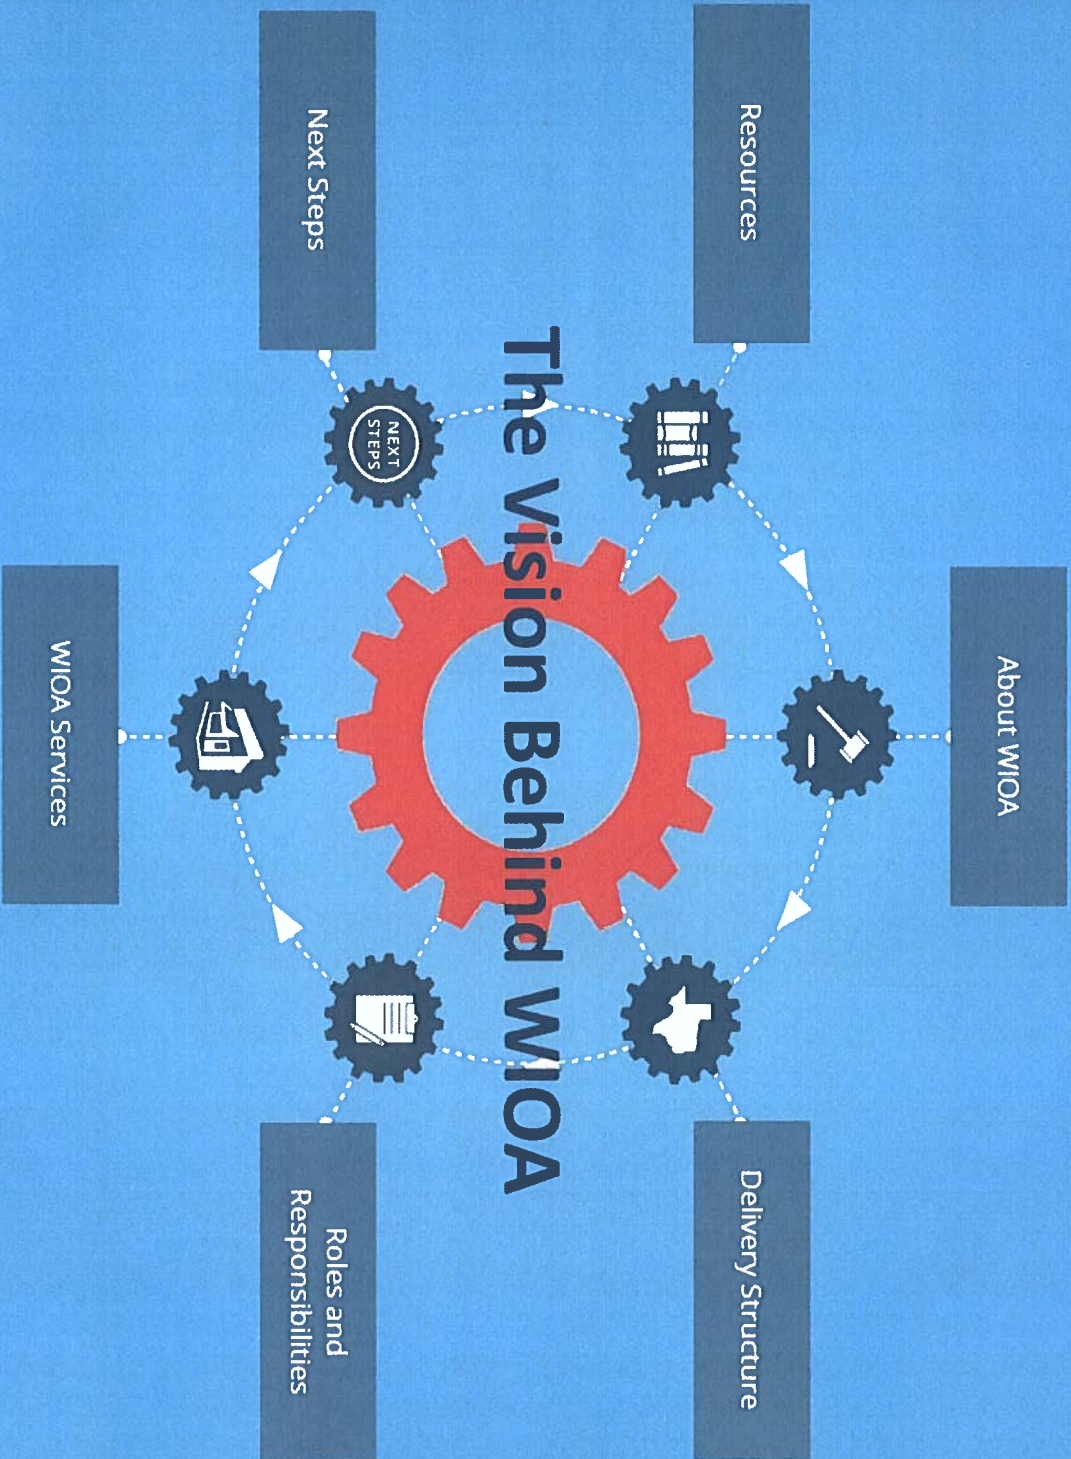 About WIOA
Resources
Delivery Structure
The Vision Behind WIOA
NEXT
STEPS
Next Steps
Roles and
Responsibilities
WIOA Services